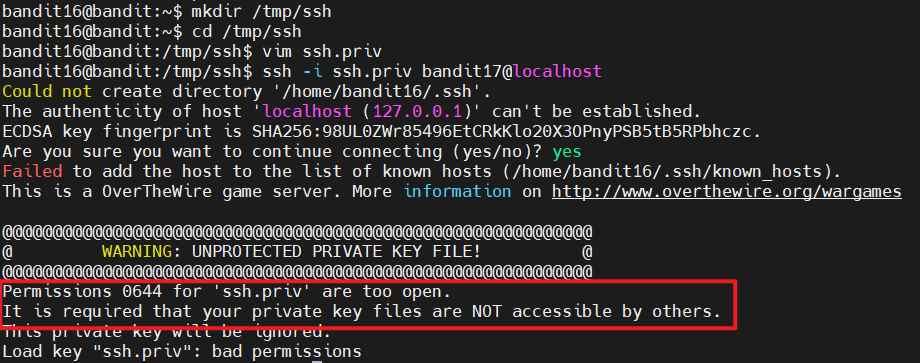 bandit16@bandit:~$ mkdir /tmp/ssh
bandit16@bandit:~$ cd /tmp/ssh
bandit16@bandit:/tmp/ssh$ vim ssh.priv
bandit16@bandit:/tmp/ssh$ ssh -i ssh.priv bandit17@localhost
Could not create directory '/home/bandit16/.ssh'.
The authenticity of host 'localhost (127.0.0.1)' can't be established.
ECDSA key fingerprint is SHA256:98UL0ZWr85496EtCRkKlo20X3OPnyPSB5tB5RPbhczc.
Are you sure you want to continue connecting (yes/no)? yes
Failed to add the host to the list of known hosts (/home/bandit16/.ssh/known_hosts).
This is a OverTheWire game server. More information on http://www.overthewire.org/wargames
@@@@@@@@@@@@@@@@@@@@@@@@@@@@@@@@@@@@@@@@@@@@@@@@@@@@@@@@@@@
@         WARNING: UNPROTECTED PRIVATE KEY FILE!          @
@@@@@@@@@@@@@@@@@@@@@@@@@@@@@@@@@@@@@@@@@@@@@@@@@@@@@@@@@@@
Permissions 0644 for 'ssh.priv' are too open.
It is required that your private key files are NOT accessible by others.
This private key will be ignored.
Load key "ssh.priv": bad permissions